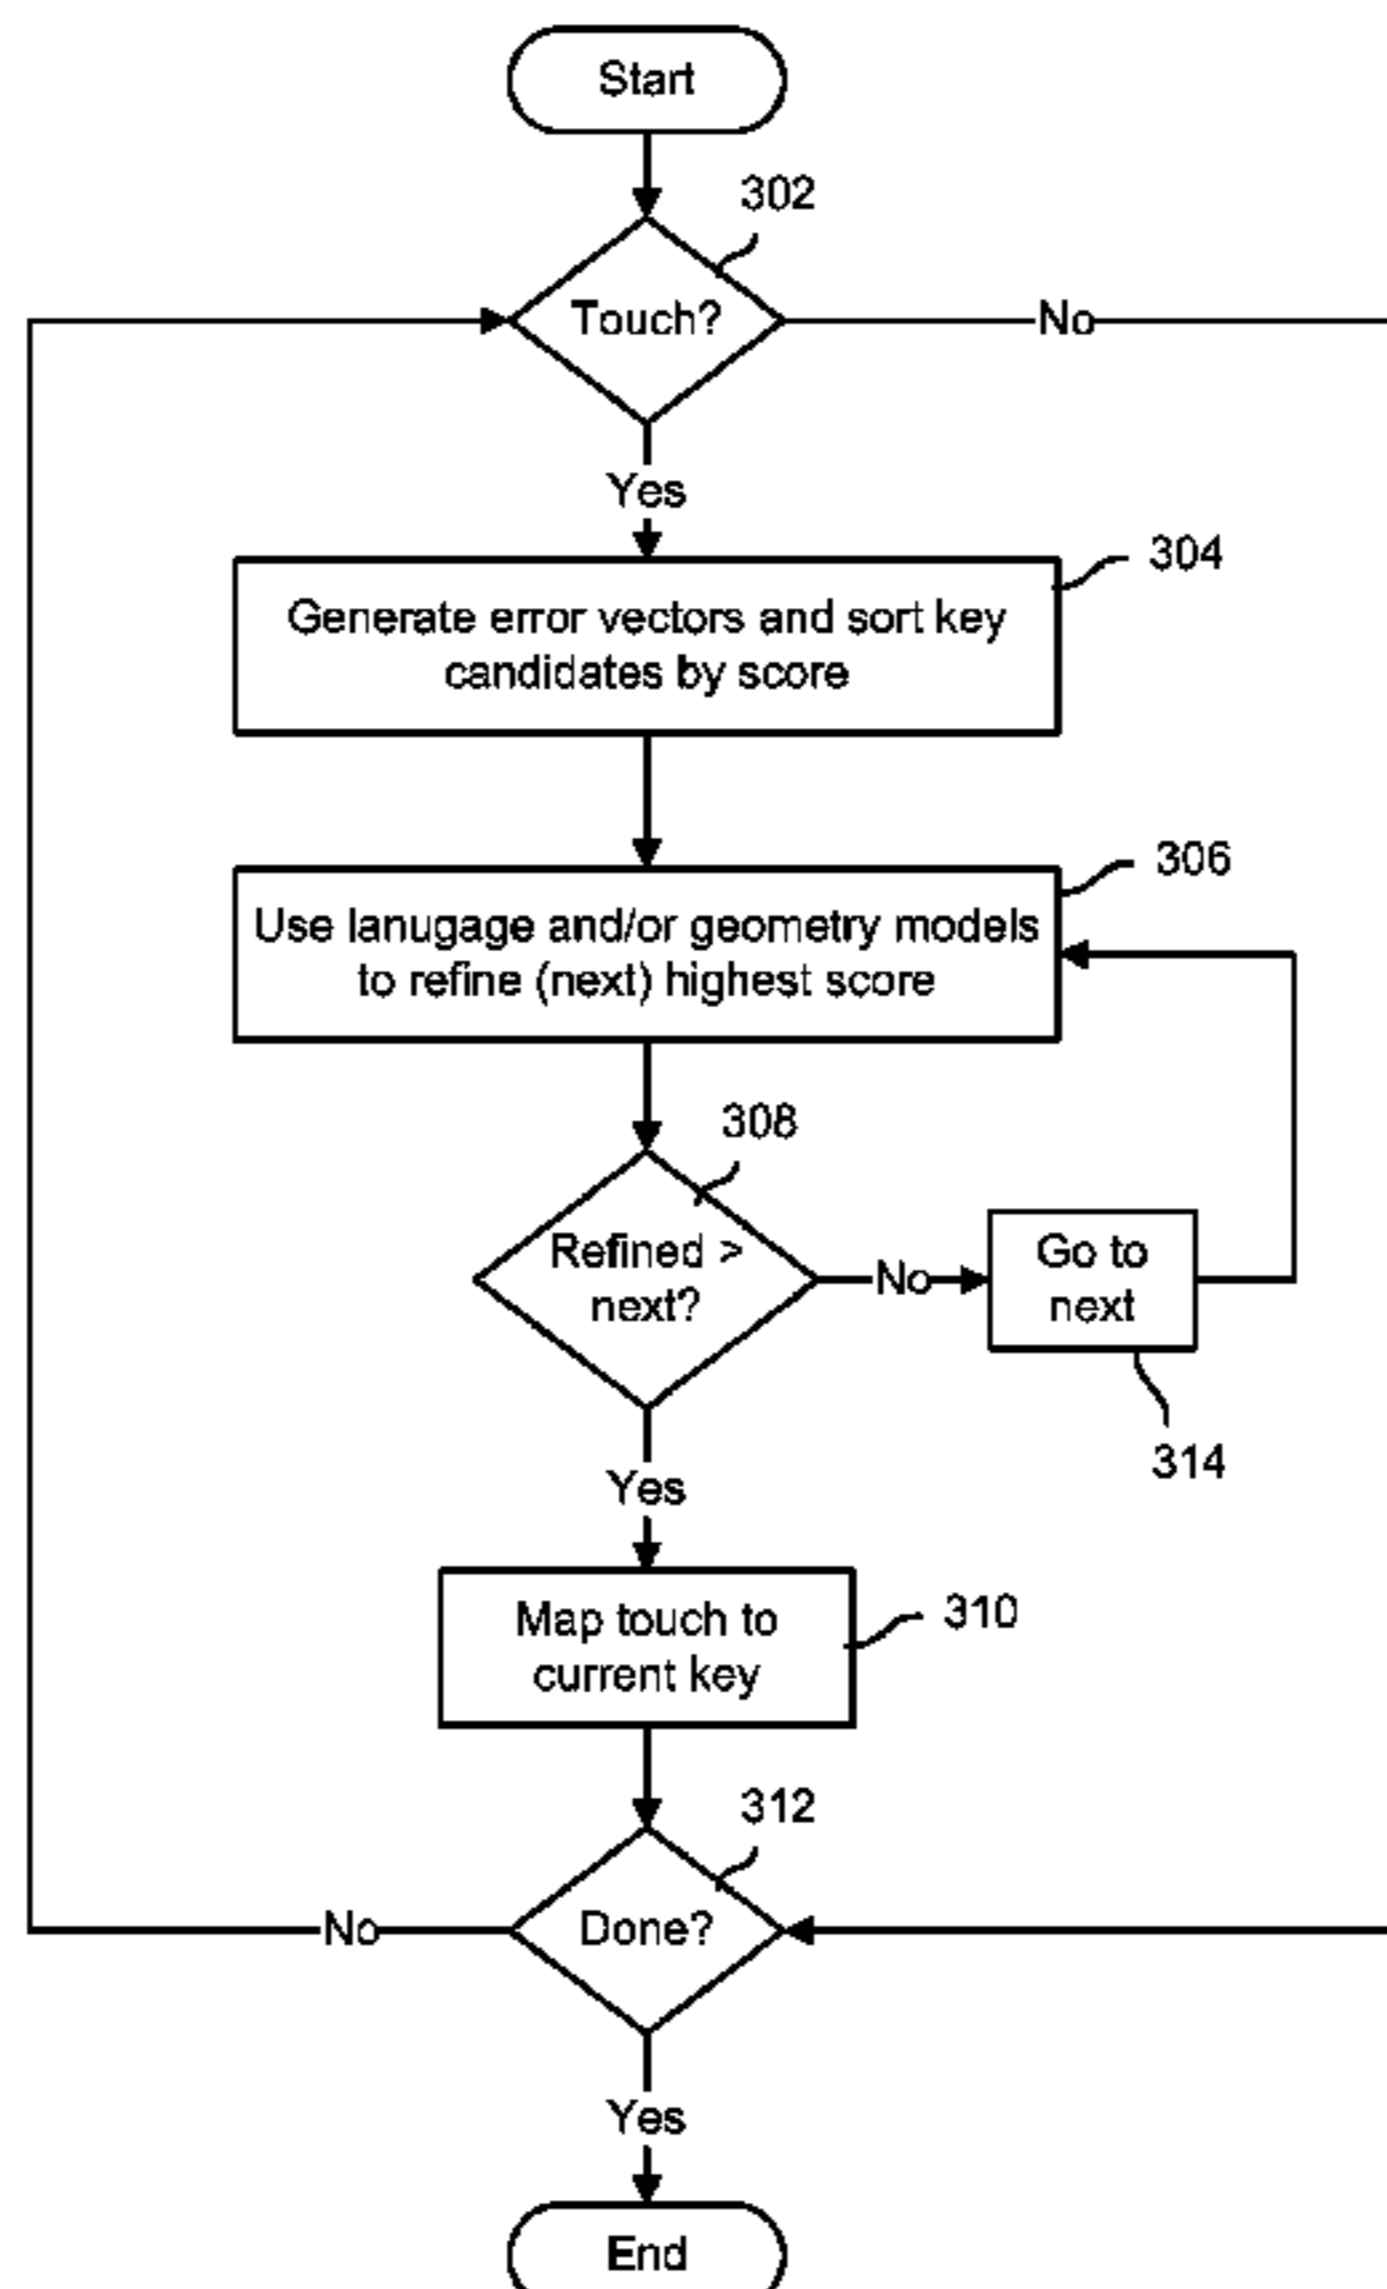 Start
302
Touch?
No
Yes
304
Generate error vectors and sort key
candidates by score
306
Use lanugage and/or geometry models
to refine (next) highest score
308
Refined >
next?
No
Go to
next
314
Yes
310
Map touch to
current key
312
Done?
No
Yes
End